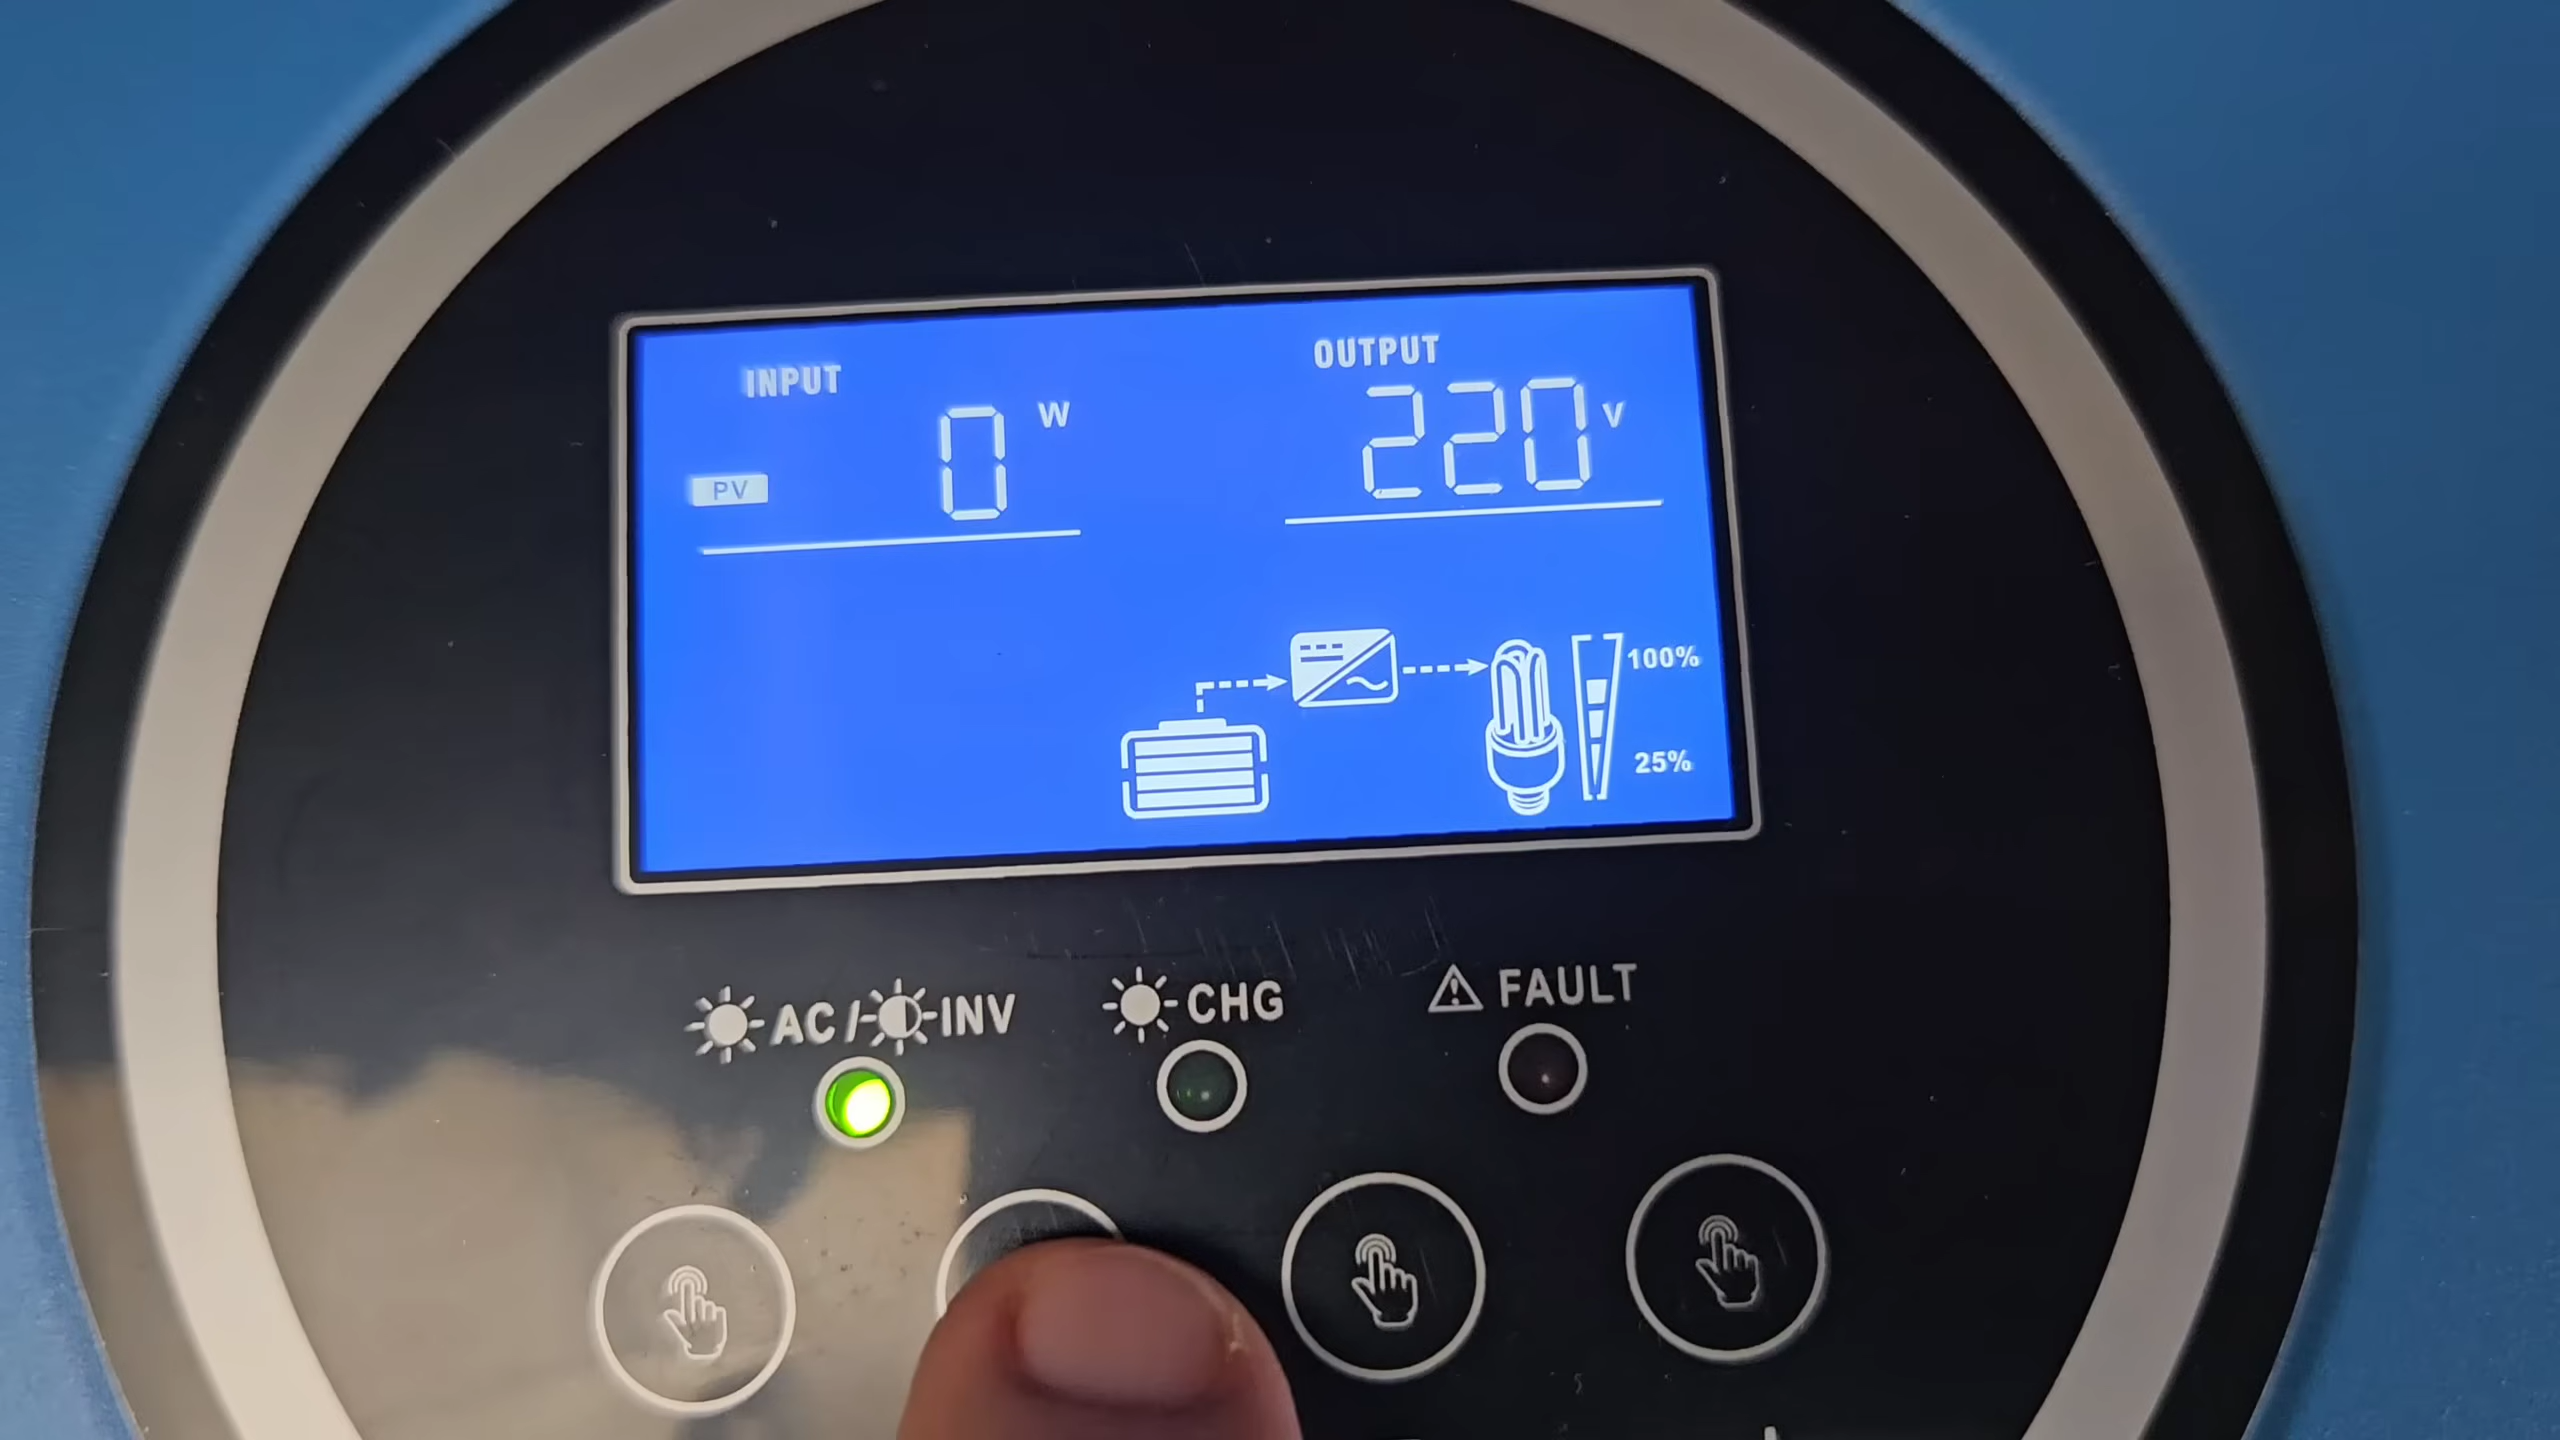 INPUT
OUTPUT
0 W
220 V
PV
100%
25%
AC / INV
CHG
FAULT